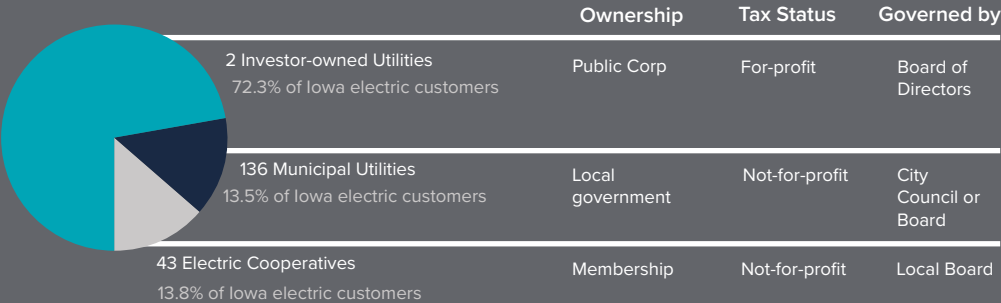 Ownership Tax Status Governed by
2 Investor-owned Utilities
72.3% of Iowa electric customers
Public Corp
For-profit
Board of
Directors
136 Municipal Utilities
13.5% of Iowa electric customers
Local
government
Not-for-profit
City
Council or
Board
43 Electric Cooperatives
13.8% of Iowa electric customers
Membership
Not-for-profit
Local Board